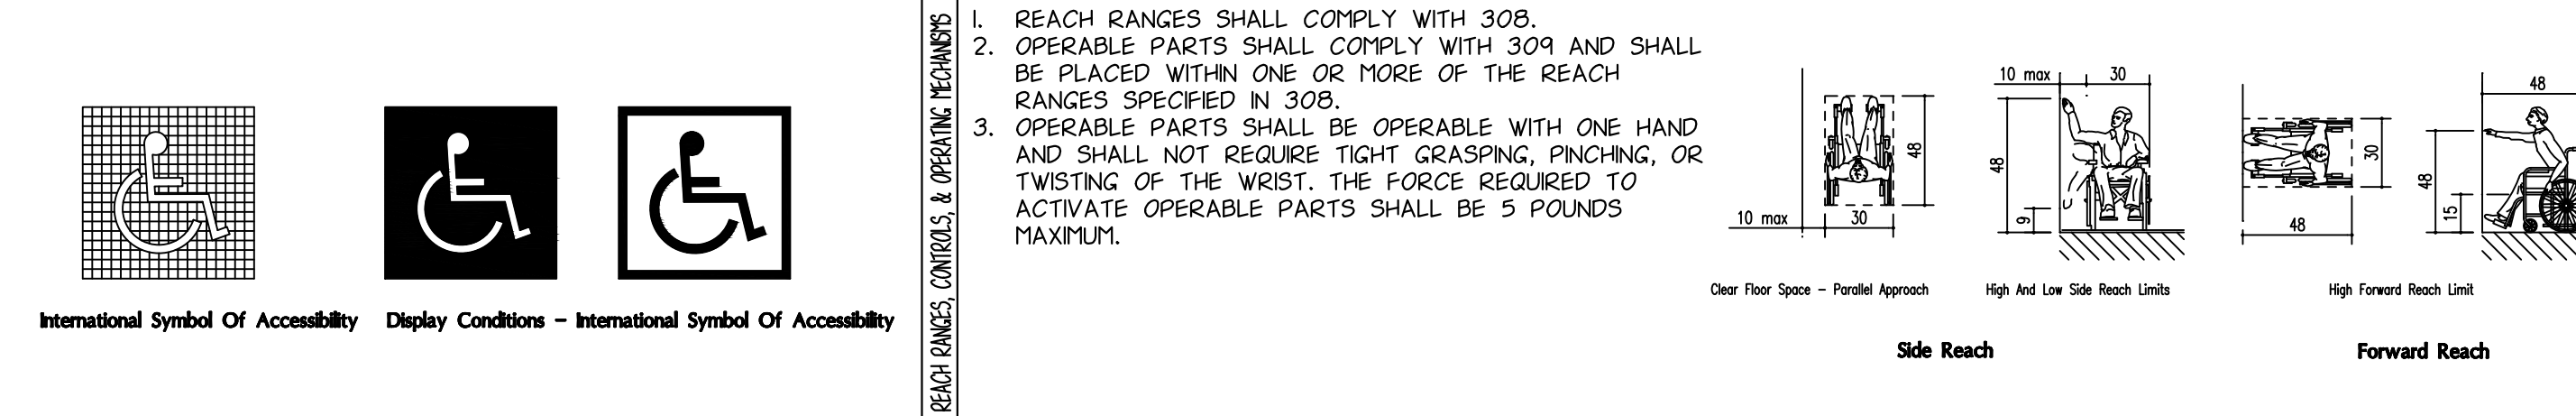 International Symbol Of Accessibility
Display Conditions – International Symbol Of Accessibility
REACH RANGES, CONTROLS, & OPERATING MECHANISMS
1. REACH RANGES SHALL COMPLY WITH 308.
2. OPERABLE PARTS SHALL COMPLY WITH 309 AND SHALL
BE PLACED WITHIN ONE OR MORE OF THE REACH
RANGES SPECIFIED IN 308.
3. OPERABLE PARTS SHALL BE OPERABLE WITH ONE HAND
AND SHALL NOT REQUIRE TIGHT GRASPING, PINCHING, OR
TWISTING OF THE WRIST. THE FORCE REQUIRED TO
ACTIVATE OPERABLE PARTS SHALL BE 5 POUNDS
MAXIMUM.
10 max
30
48
Clear Floor Space – Parallel Approach
10 max
30
48
9
High And Low Side Reach Limits
Side Reach
30
48
48
48
15
High Forward Reach Limit
Forward Reach